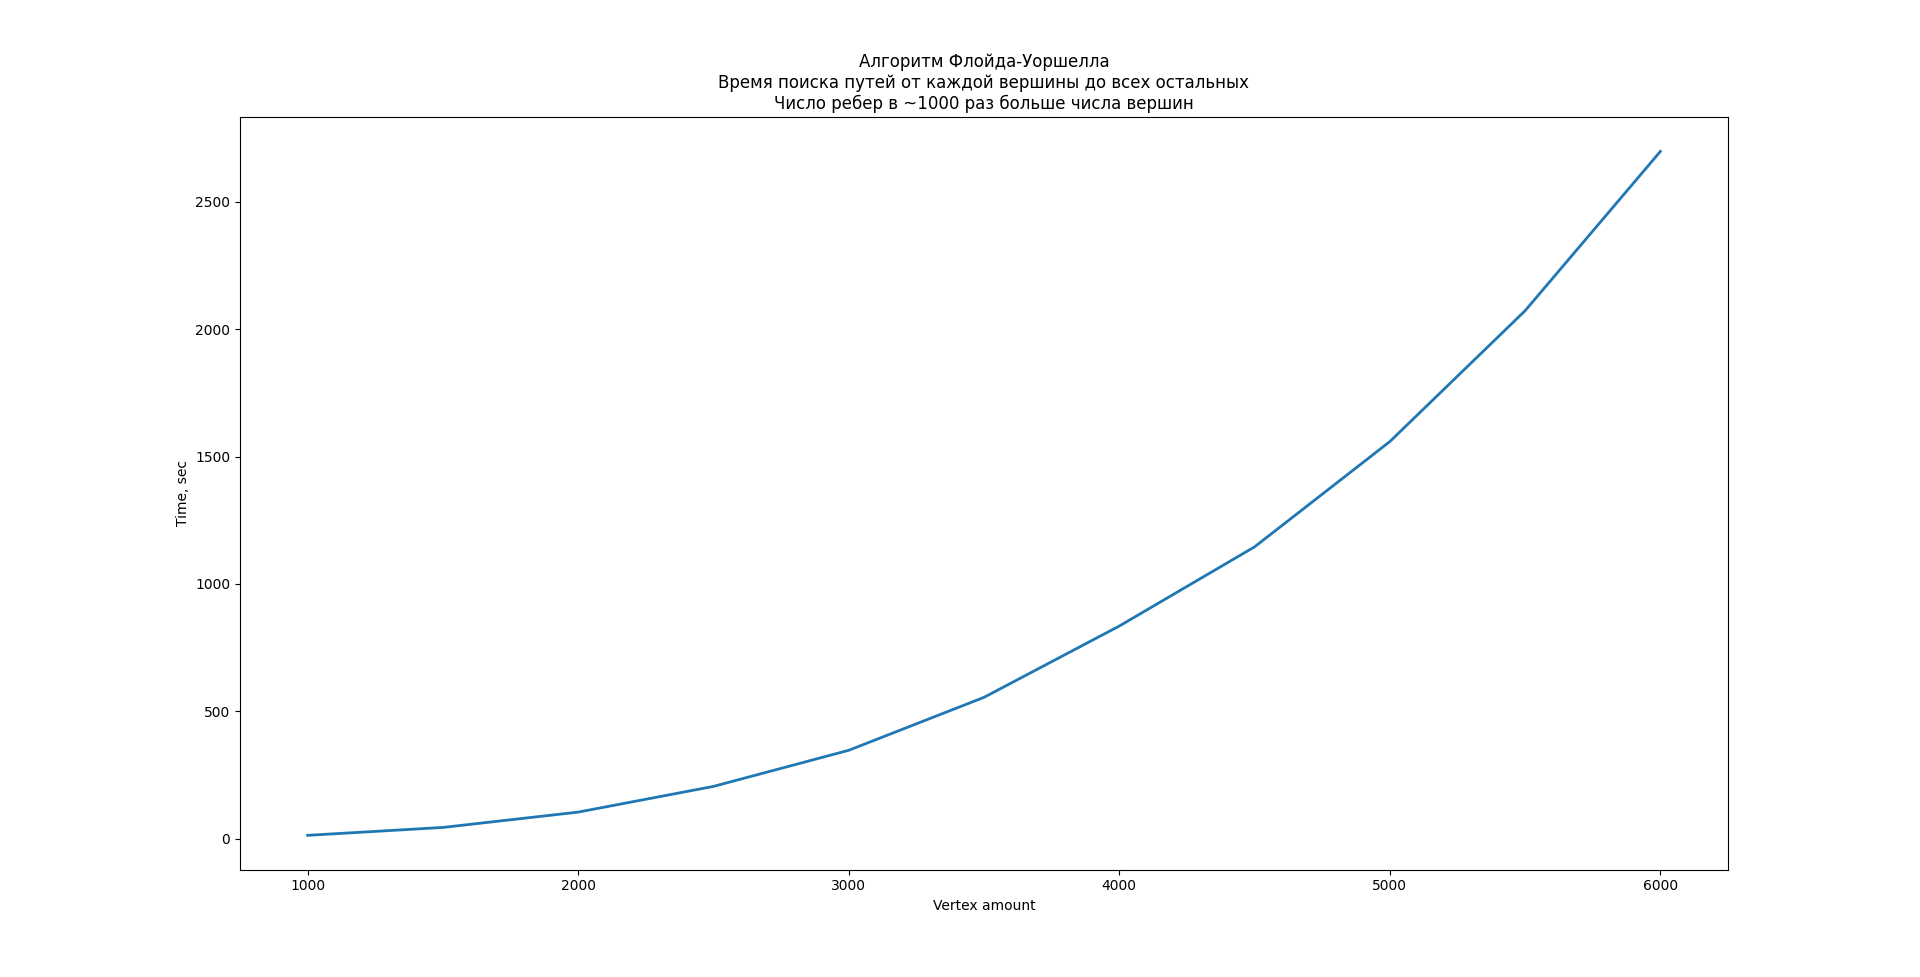 Алгоритм Флойда-Уоршелла
Время поиска путей от каждой вершины до всех остальных
Число ребер в ~1000 раз больше числа вершин
2500
2000
1500
1000
500
0
Time, sec
1000 2000 3000 4000 5000 6000
Vertex amount